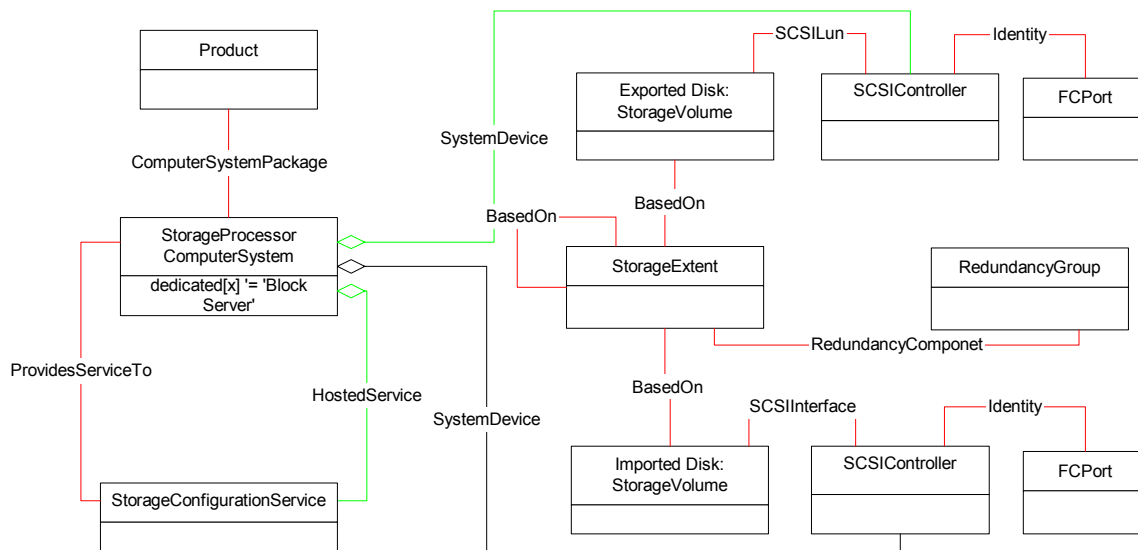 SCSILun
Identity
Product
Exported Disk:
StorageVolume
SCSIController
FCPort
SystemDevice
ComputerSystemPackage
BasedOn
BasedOn
StorageProcessor
ComputerSystem
dedicated[x] '= 'Block
Server'
StorageExtent
RedundancyGroup
RedundancyComponet
ProvidesServiceTo
BasedOn
HostedService
SystemDevice
SCSIInterface
Identity
StorageConfigurationService
Imported Disk:
StorageVolume
SCSIController
FCPort